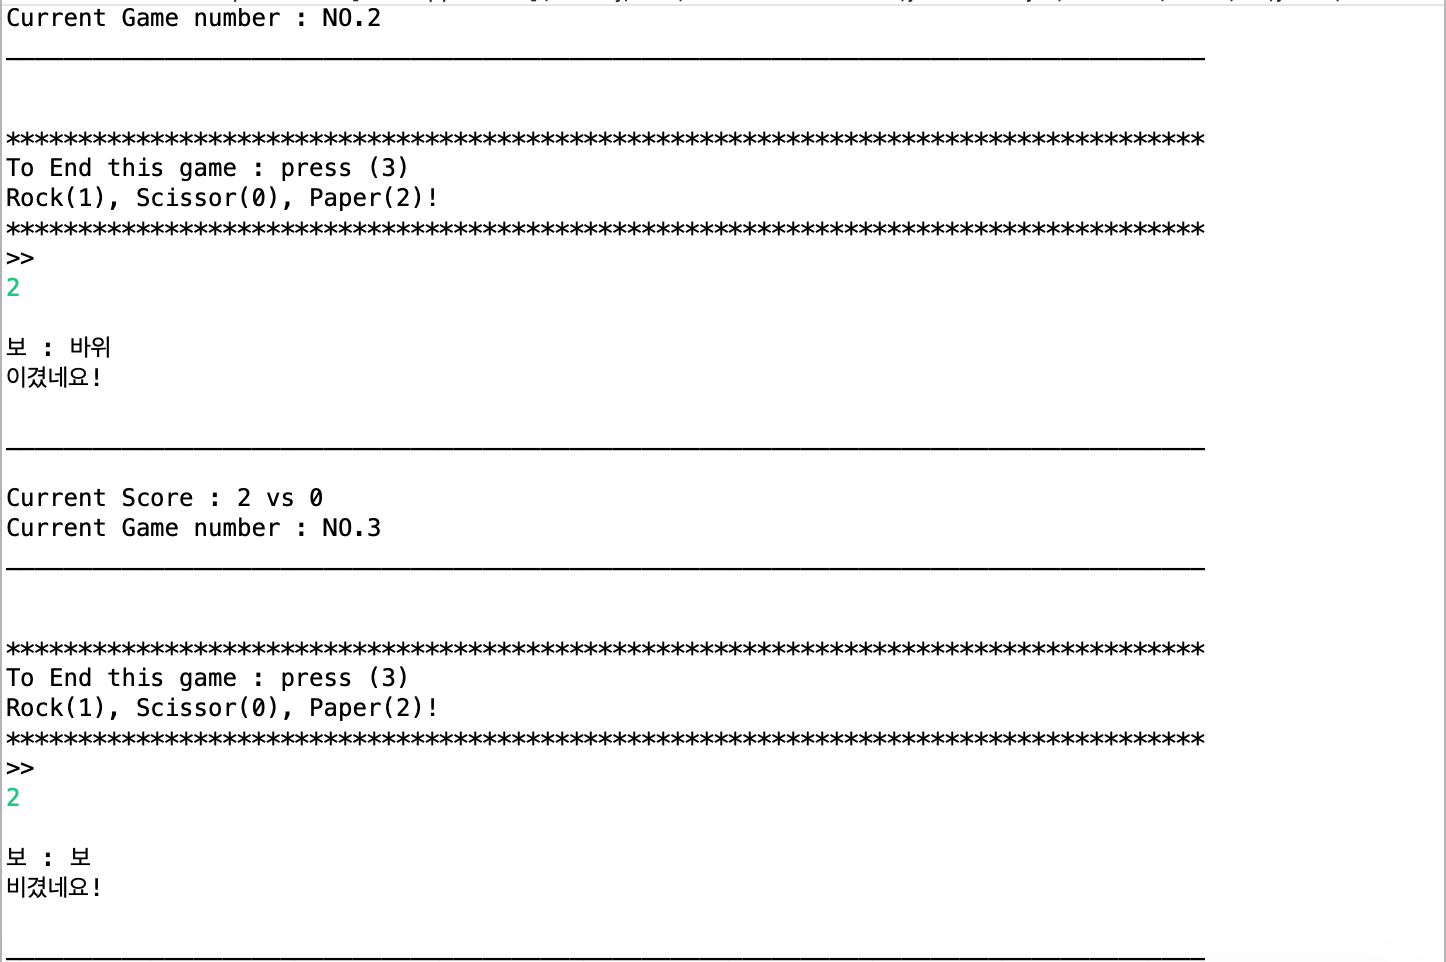 Current Game number : NO.2
***********************************************************************************
To End this game : press (3)
Rock(1), Scissor(0), Paper(2)!
***********************************************************************************
>>
2
보 : 바위
이겼네요!
Current Score : 2 vs 0
Current Game number : NO.3
***********************************************************************************
To End this game : press (3)
Rock(1), Scissor(0), Paper(2)!
***********************************************************************************
>>
2
보 : 보
비겼네요!